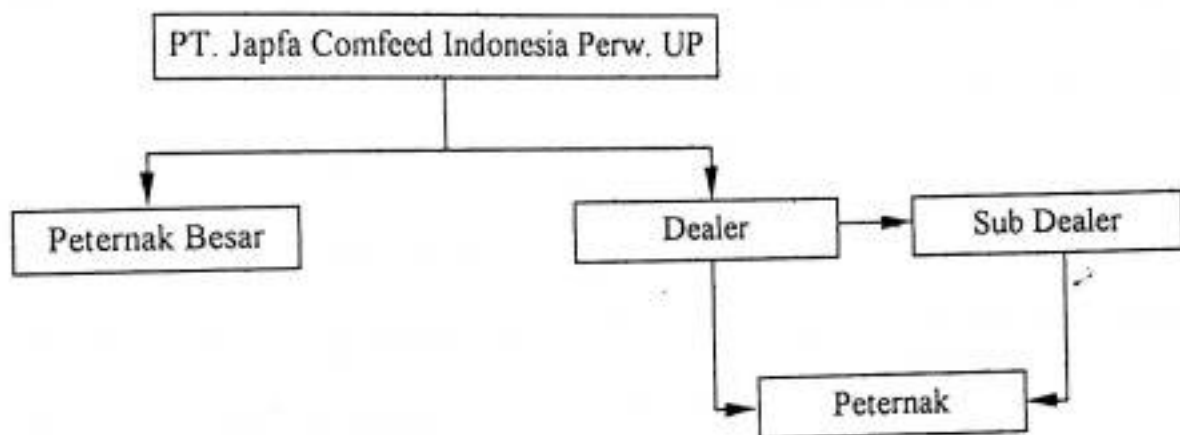 PT. Japfa Comfeed Indonesia Perw. UP
Peternak Besar
Dealer
Sub Dealer
Peternak